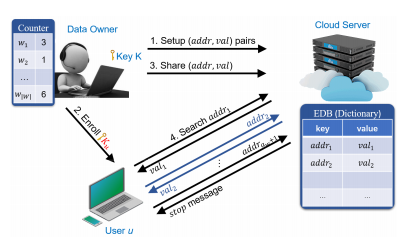 Counter
w₁ 3
w₂ 1
...
w|W| 6
Data Owner
Key K
Cloud Server
1. Setup (addr, val) pairs
3. Share (addr, val)
2. Enroll Kᵤ
4. Search addr₁
val₁
addr₂
val₂
⋮
stop message
User u
EDB (Dictionary)
key value
addr₁ val₁
addr₂ val₂
... ...